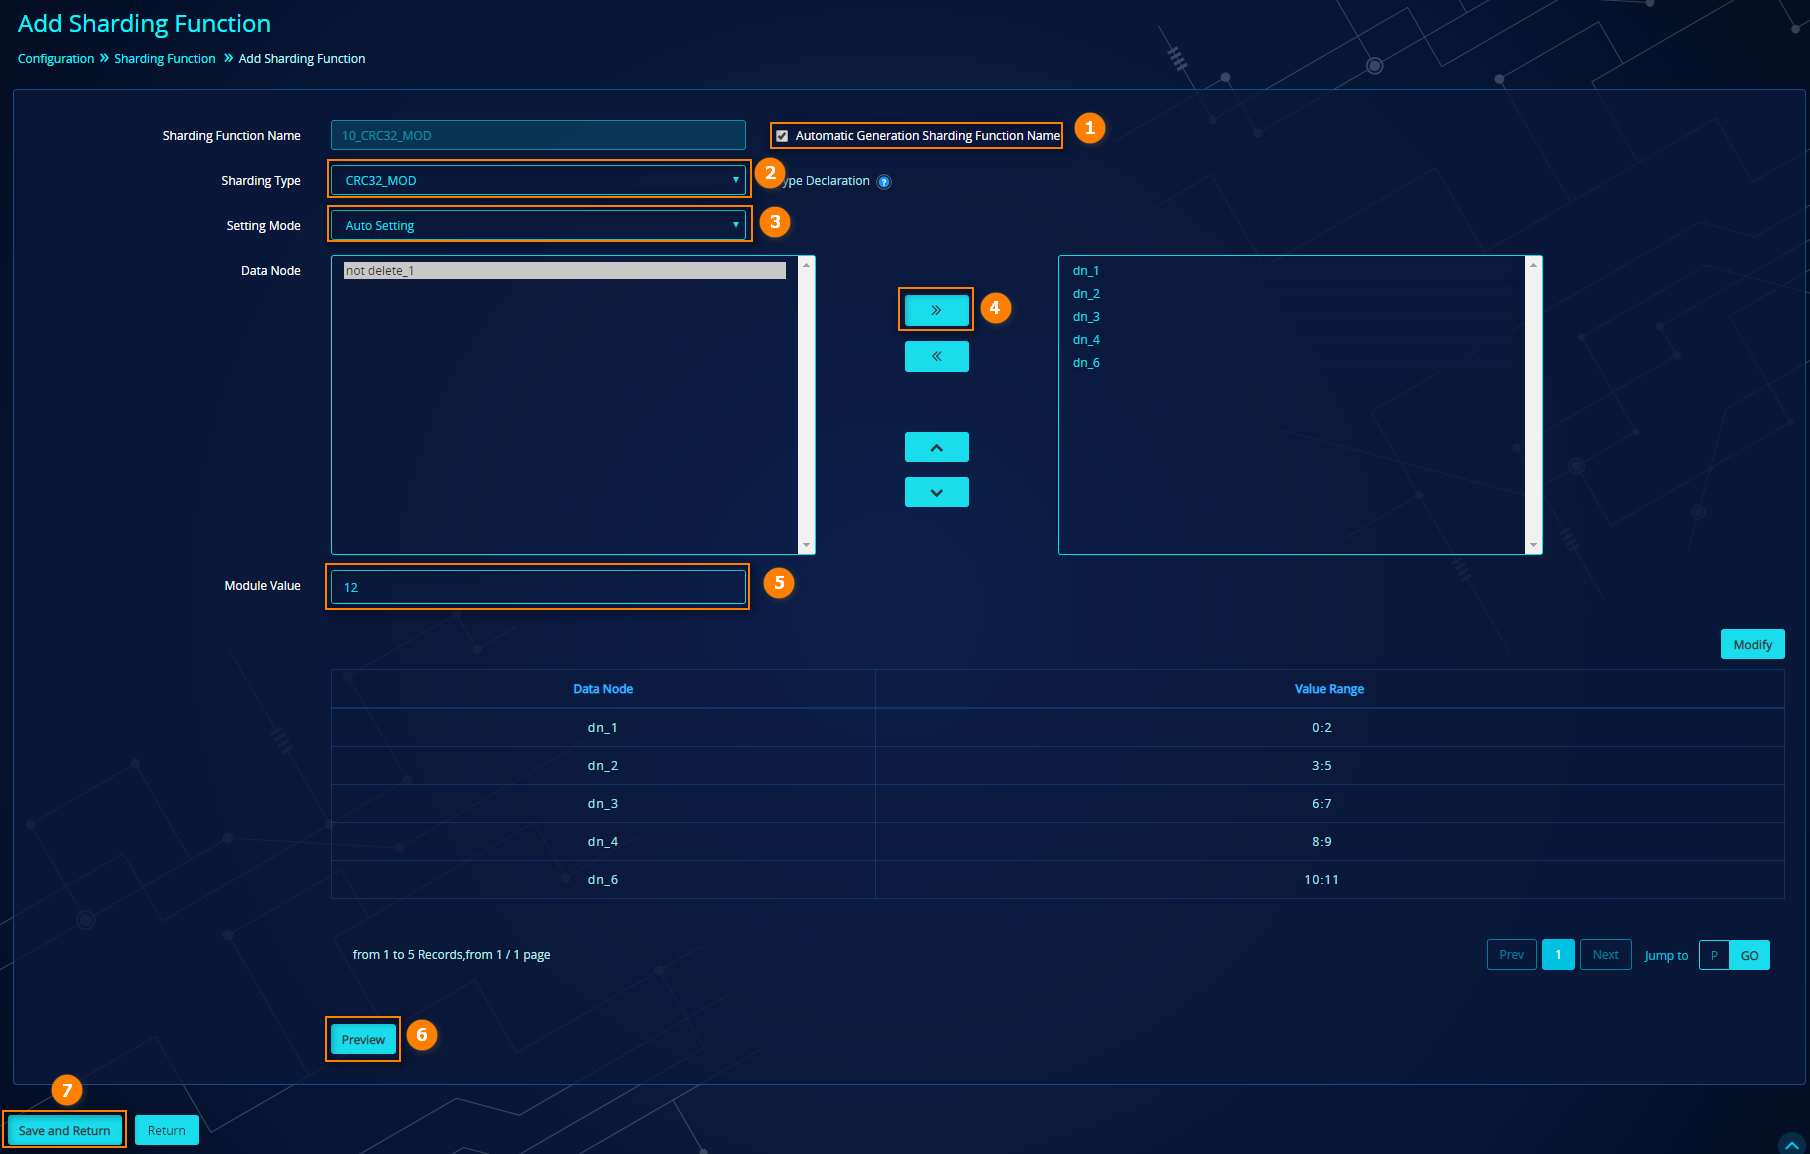 Add Sharding Function
Configuration » Sharding Function » Add Sharding Function
Sharding Function Name 10_CRC32_MOD Automatic Generation Sharding Function Name 1
Sharding Type CRC32_MOD 2 ype Declaration ?
Setting Mode Auto Setting 3
Data Node not delete_1 dn_1
dn_2
» 4 dn_3
dn_4
« dn_6
Module Value 12 5
Modify
Data Node Value Range
dn_1 0:2
dn_2 3:5
dn_3 6:7
dn_4 8:9
dn_6 10:11
from 1 to 5 Records,from 1 / 1 page Prev 1 Next Jump to P GO
Preview 6
7
Save and Return Return